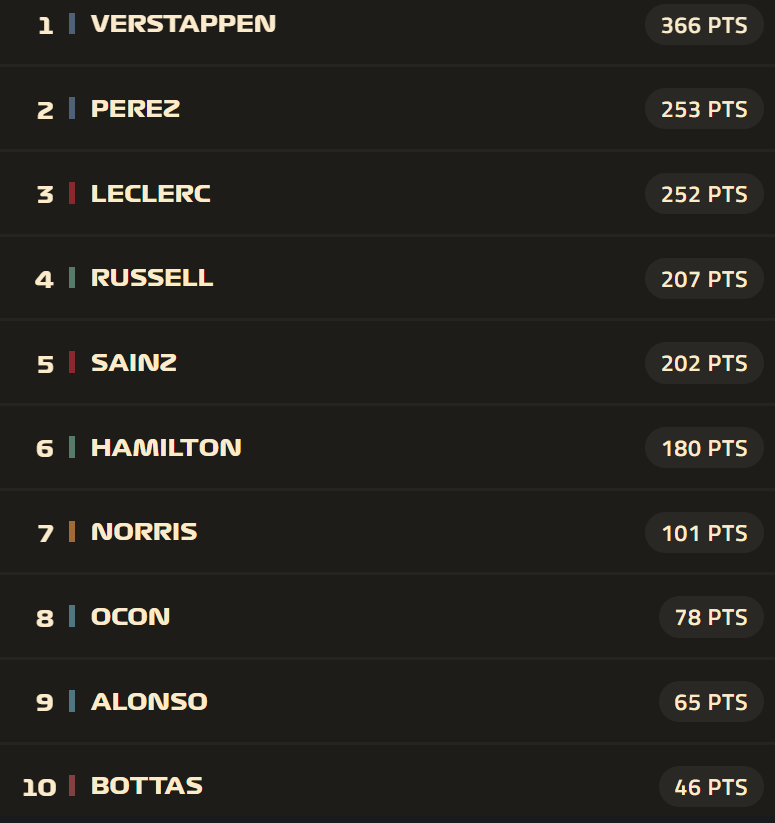 1 VERSTAPPEN 366 PTS
2 PEREZ 253 PTS
3 LECLERC 252 PTS
4 RUSSELL 207 PTS
5 SAINZ 202 PTS
6 HAMILTON 180 PTS
7 NORRIS 101 PTS
8 OCON 78 PTS
9 ALONSO 65 PTS
10 BOTTAS 46 PTS